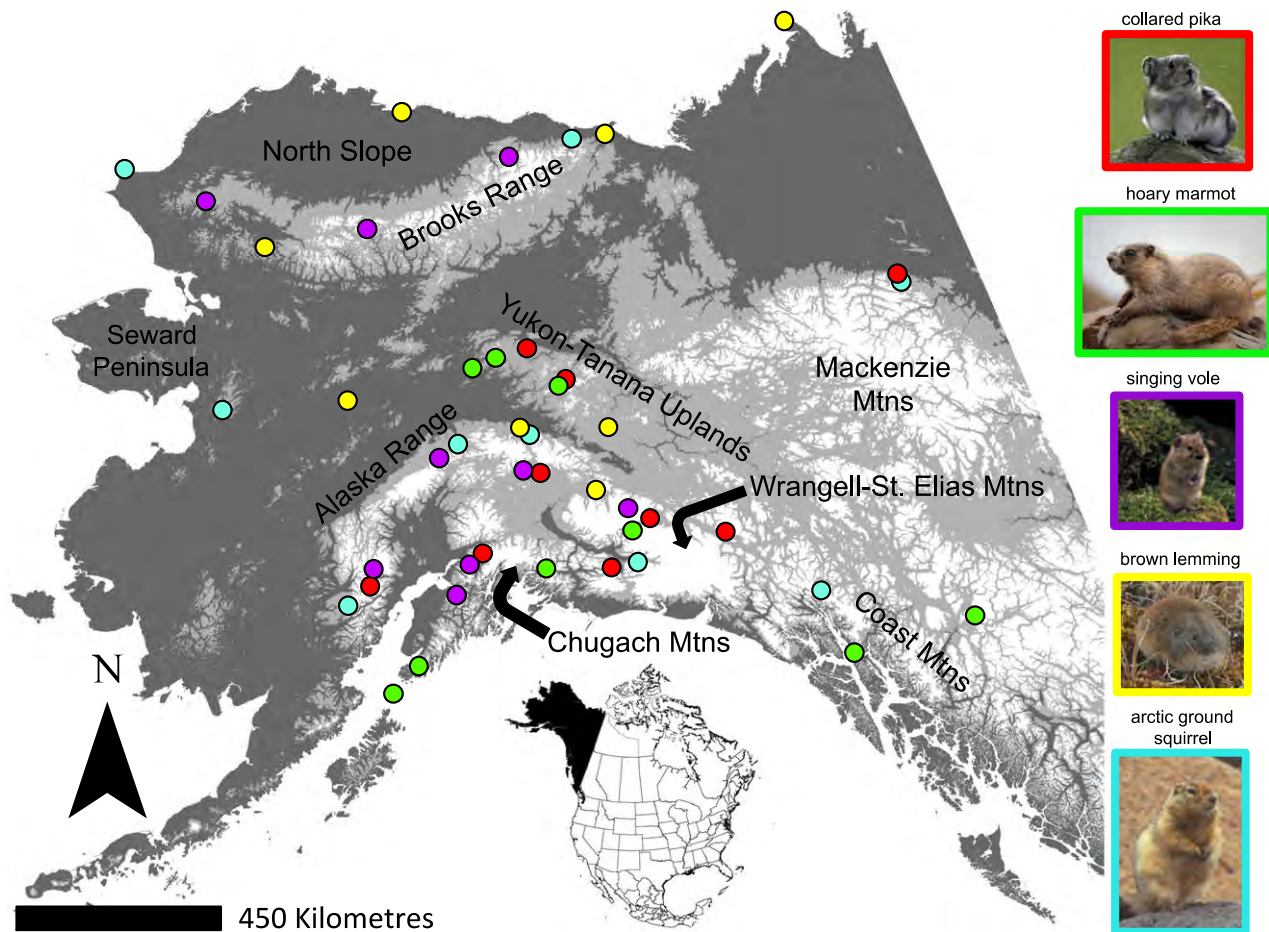 collared pika
North Slope
Brooks Range
hoary marmot
Seward
Peninsula
Yukon-Tanana Uplands
Mackenzie
Mtns
singing vole
Alaska Range
Wrangell-St. Elias Mtns
brown lemming
Coast Mtns
Chugach Mtns
N
arctic ground
squirrel
450 Kilometres